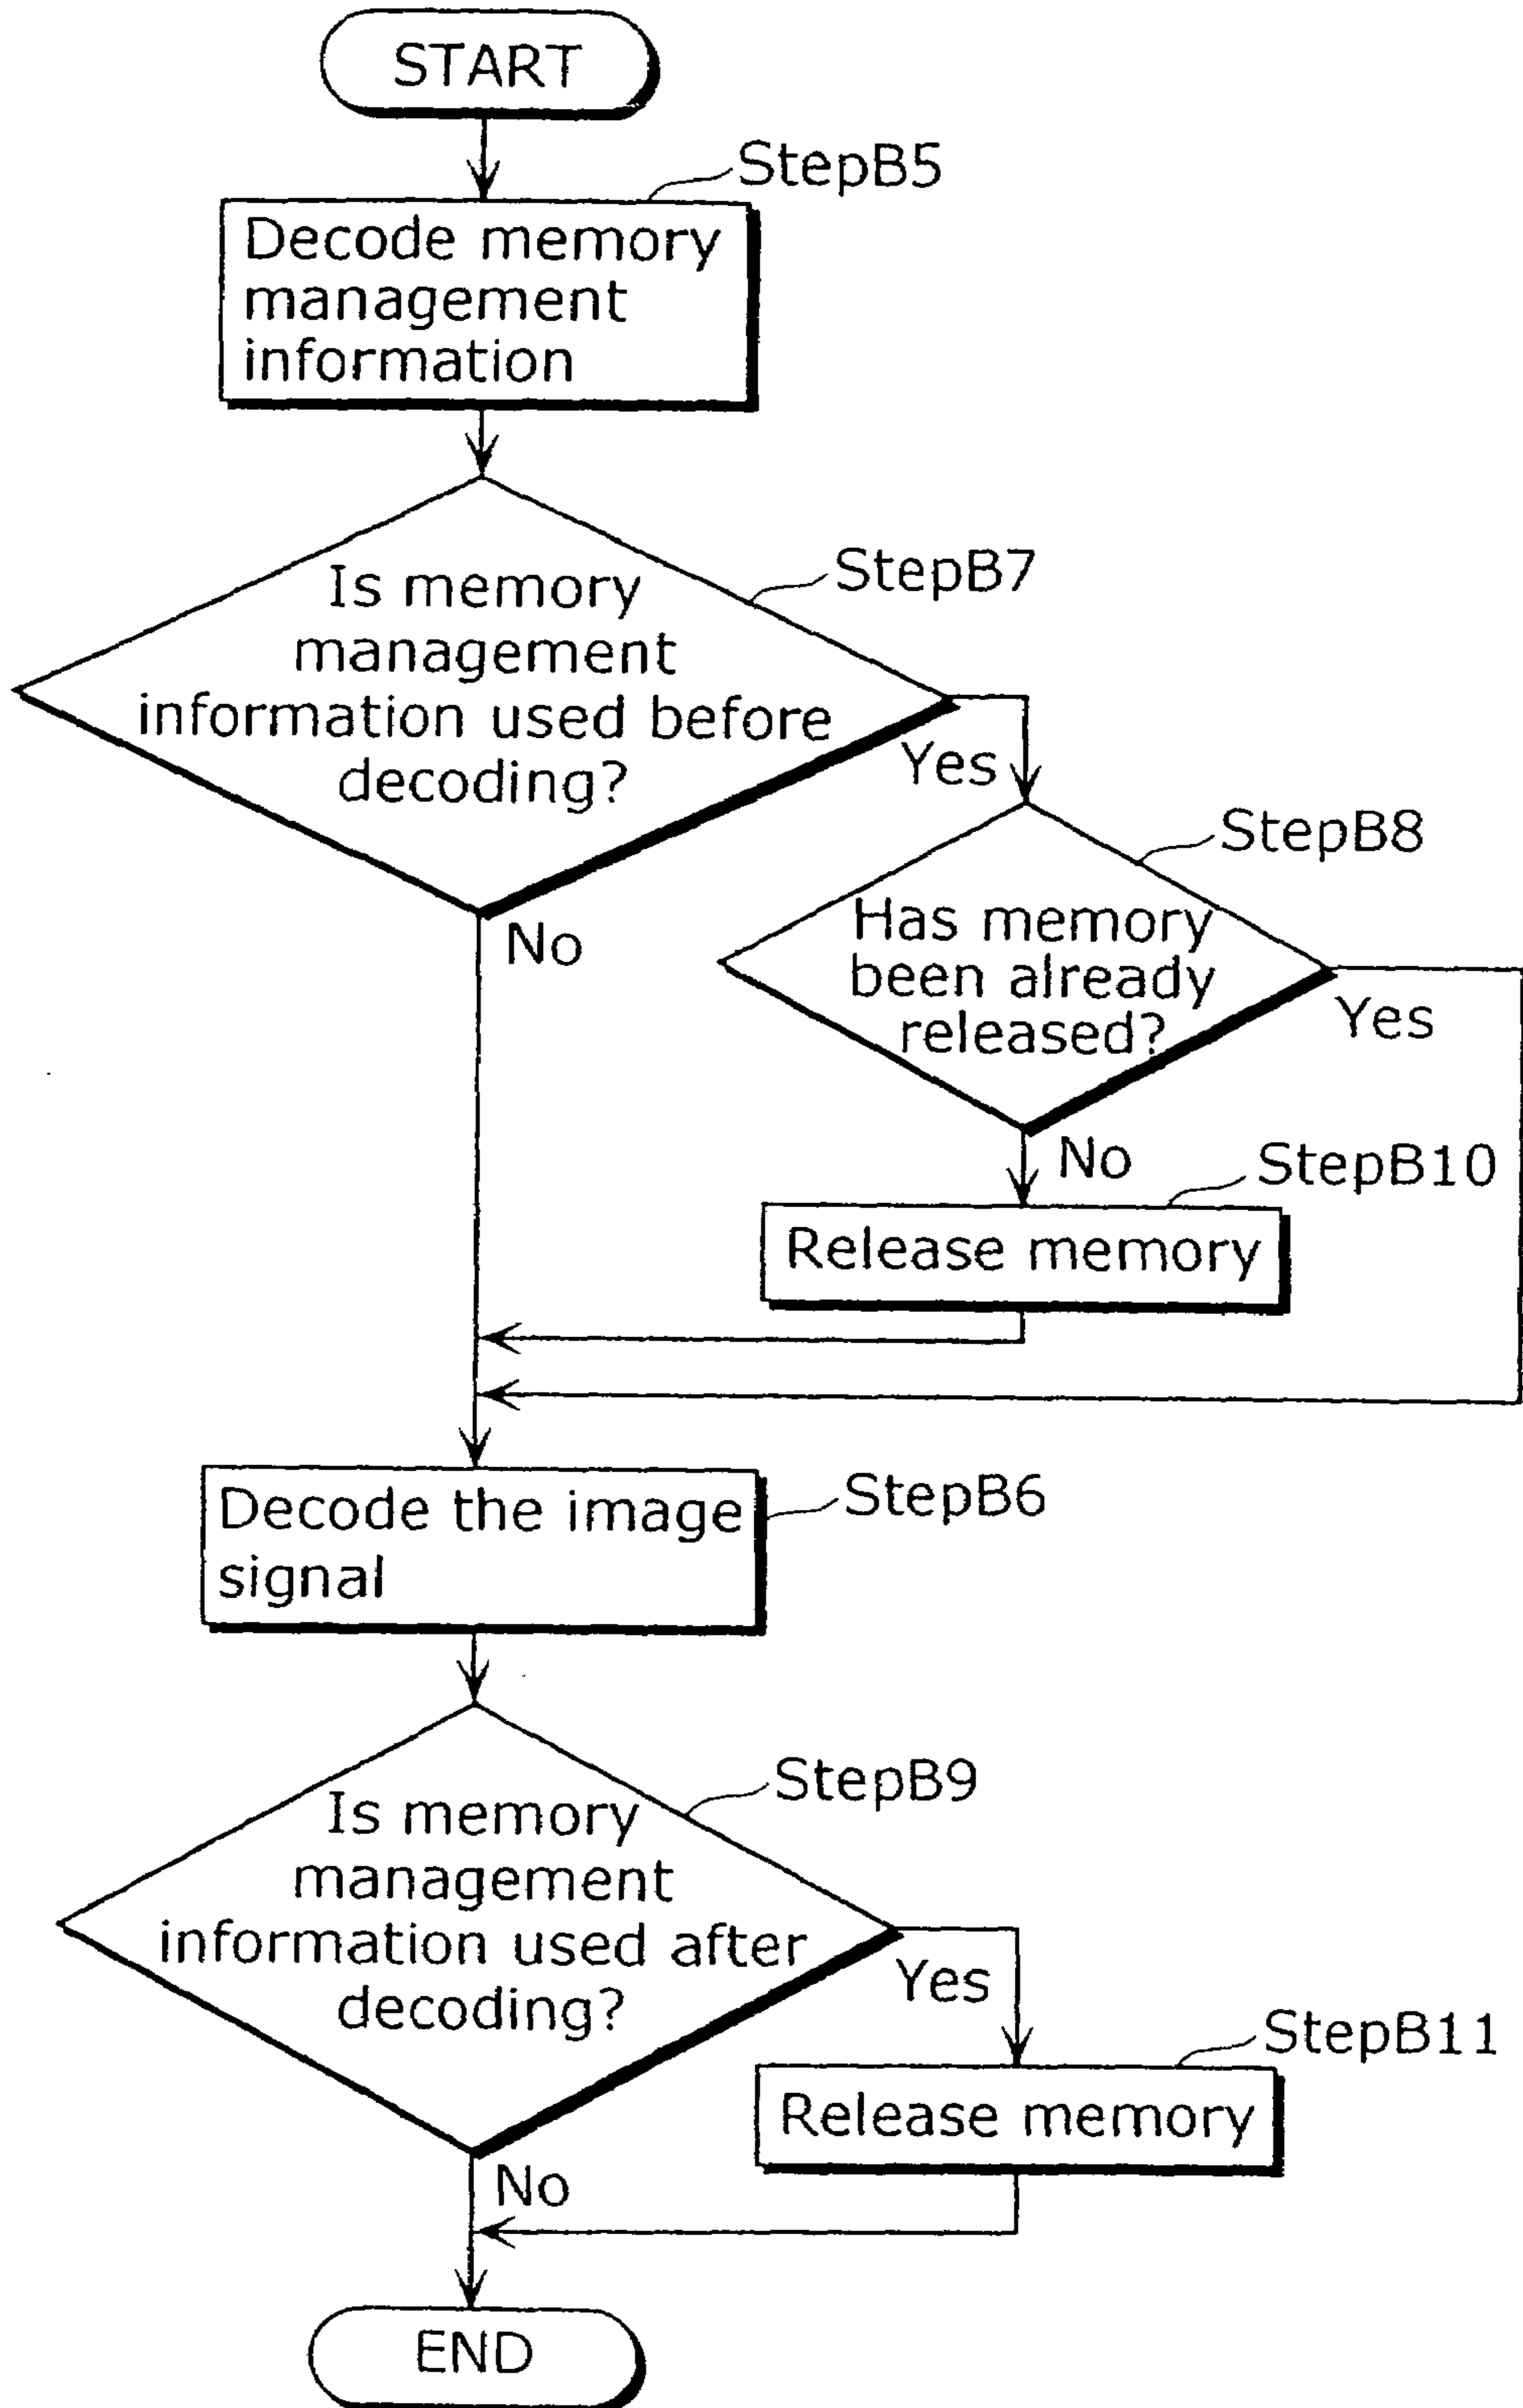 START
StepB5
Decode memory
management
information
StepB7
Is memory
management
information used before
decoding?
Yes
No
StepB8
Has memory
been already
released?
Yes
No
StepB10
Release memory
StepB6
Decode the image
signal
StepB9
Is memory
management
information used after
decoding?
Yes
No
StepB11
Release memory
END